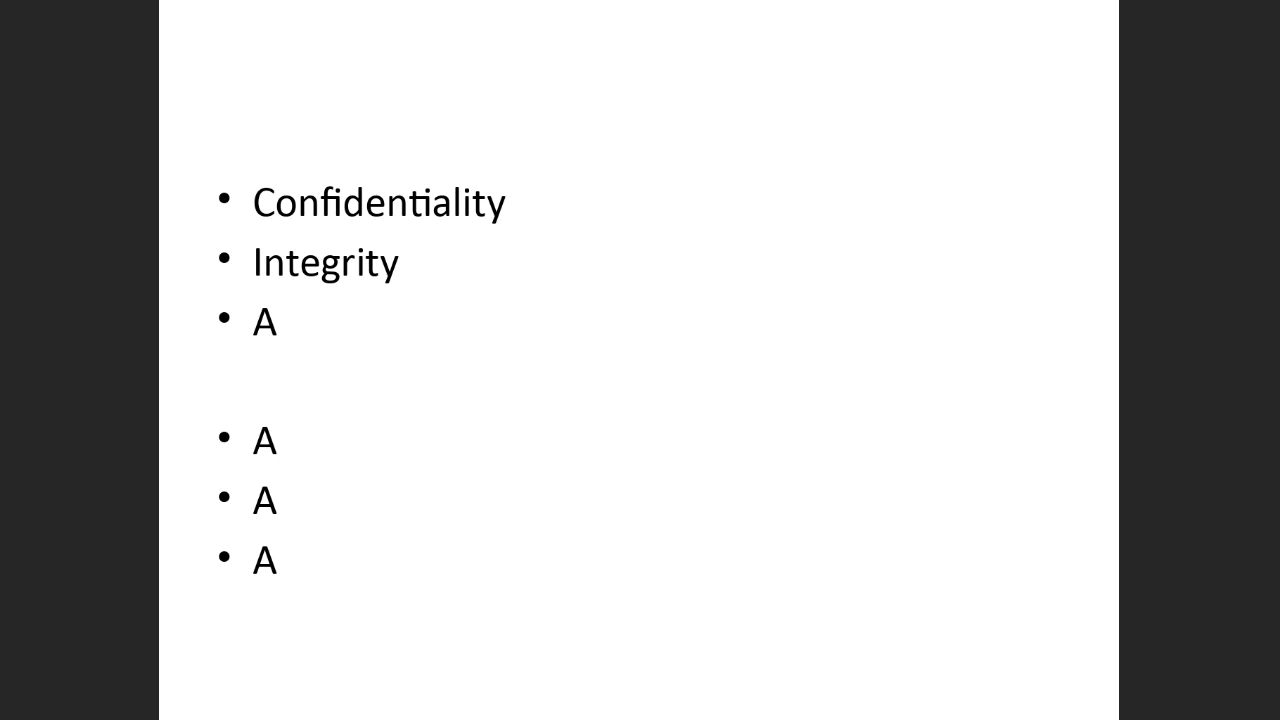 • Confidentiality
• Integrity
• A
• A
• A
• A